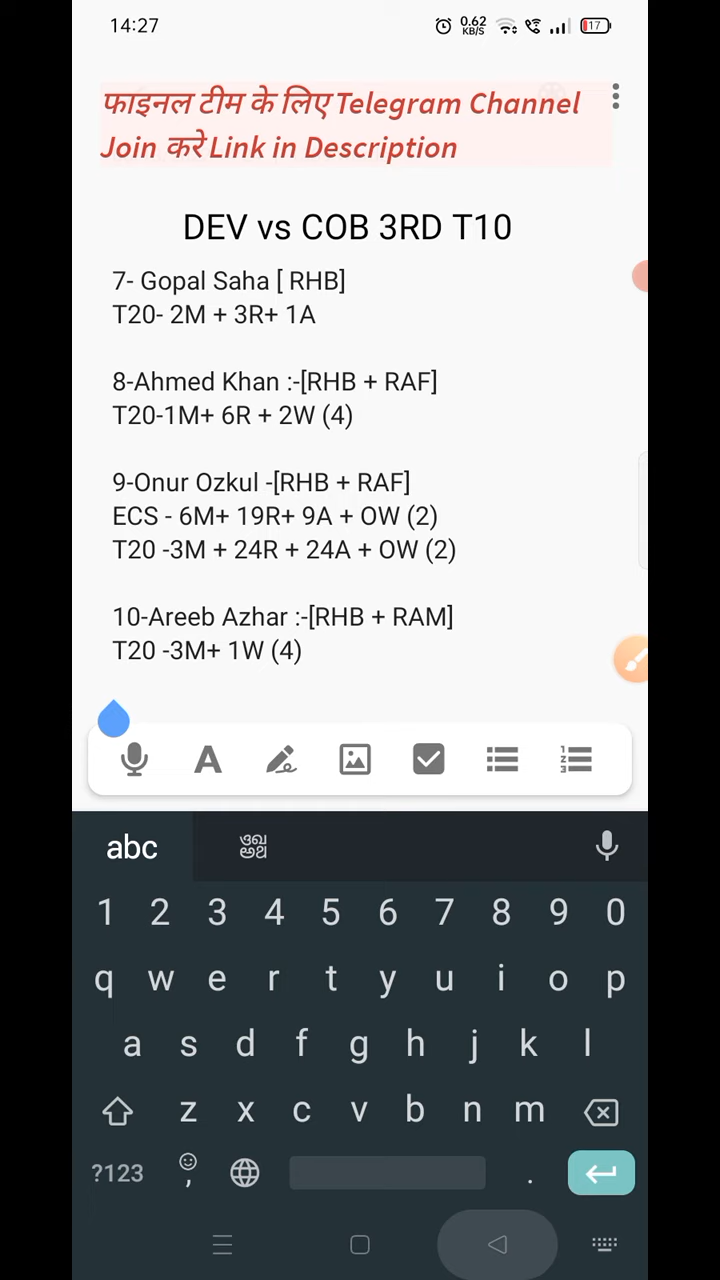 14:27
0.62 KB/S
17
फाइनल टीम के लिए Telegram Channel
Join करे Link in Description
DEV vs COB 3RD T10
7- Gopal Saha [ RHB]
T20- 2M + 3R+ 1A
8-Ahmed Khan :-[RHB + RAF]
T20-1M+ 6R + 2W (4)
9-Onur Ozkul -[RHB + RAF]
ECS - 6M+ 19R+ 9A + OW (2)
T20 -3M + 24R + 24A + OW (2)
10-Areeb Azhar :-[RHB + RAM]
T20 -3M+ 1W (4)
A
abc
1 2 3 4 5 6 7 8 9 0
q w e r t y u i o p
a s d f g h j k l
z x c v b n m
?123 , .